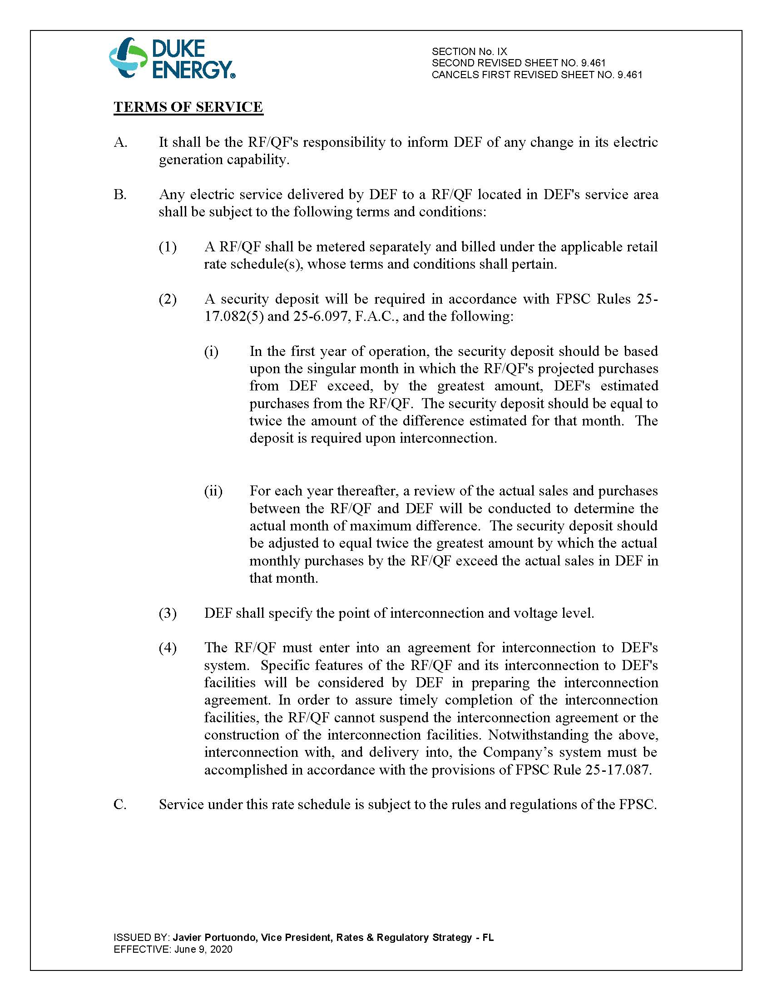 DUKE
ENERGY®
SECTION No. IX
SECOND REVISED SHEET NO. 9.461
CANCELS FIRST REVISED SHEET NO. 9.461
TERMS OF SERVICE
A. It shall be the RF/QF's responsibility to inform DEF of any change in its electric
generation capability.
B. Any electric service delivered by DEF to a RF/QF located in DEF's service area
shall be subject to the following terms and conditions:
(1) A RF/QF shall be metered separately and billed under the applicable retail
rate schedule(s), whose terms and conditions shall pertain.
(2) A security deposit will be required in accordance with FPSC Rules 25-
17.082(5) and 25-6.097, F.A.C., and the following:
(i) In the first year of operation, the security deposit should be based
upon the singular month in which the RF/QF's projected purchases
from DEF exceed, by the greatest amount, DEF's estimated
purchases from the RF/QF. The security deposit should be equal to
twice the amount of the difference estimated for that month. The
deposit is required upon interconnection.
(ii) For each year thereafter, a review of the actual sales and purchases
between the RF/QF and DEF will be conducted to determine the
actual month of maximum difference. The security deposit should
be adjusted to equal twice the greatest amount by which the actual
monthly purchases by the RF/QF exceed the actual sales in DEF in
that month.
(3) DEF shall specify the point of interconnection and voltage level.
(4) The RF/QF must enter into an agreement for interconnection to DEF's
system. Specific features of the RF/QF and its interconnection to DEF's
facilities will be considered by DEF in preparing the interconnection
agreement. In order to assure timely completion of the interconnection
facilities, the RF/QF cannot suspend the interconnection agreement or the
construction of the interconnection facilities. Notwithstanding the above,
interconnection with, and delivery into, the Company’s system must be
accomplished in accordance with the provisions of FPSC Rule 25-17.087.
C. Service under this rate schedule is subject to the rules and regulations of the FPSC.
ISSUED BY: Javier Portuondo, Vice President, Rates & Regulatory Strategy - FL
EFFECTIVE: June 9, 2020